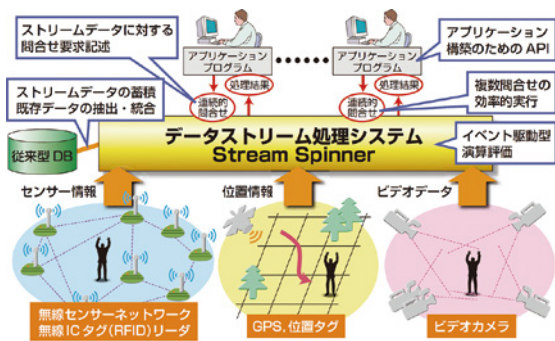 ストリームデータに対する
問合せ要求記述
アプリケーション
プログラム
アプリケーション
プログラム
アプリケーション
構築のための API
ストリームデータの蓄積
既存データの抽出・統合
連続的
問合せ
処理結果
連続的
問合せ
処理結果
複数問合せの
効率的実行
従来型 DB
データストリーム処理システム
Stream Spinner
イベント駆動型
演算評価
センサー情報
位置情報
ビデオデータ
無線センサーネットワーク
無線 IC タグ(RFID)リーダ
GPS, 位置タグ
ビデオカメラ